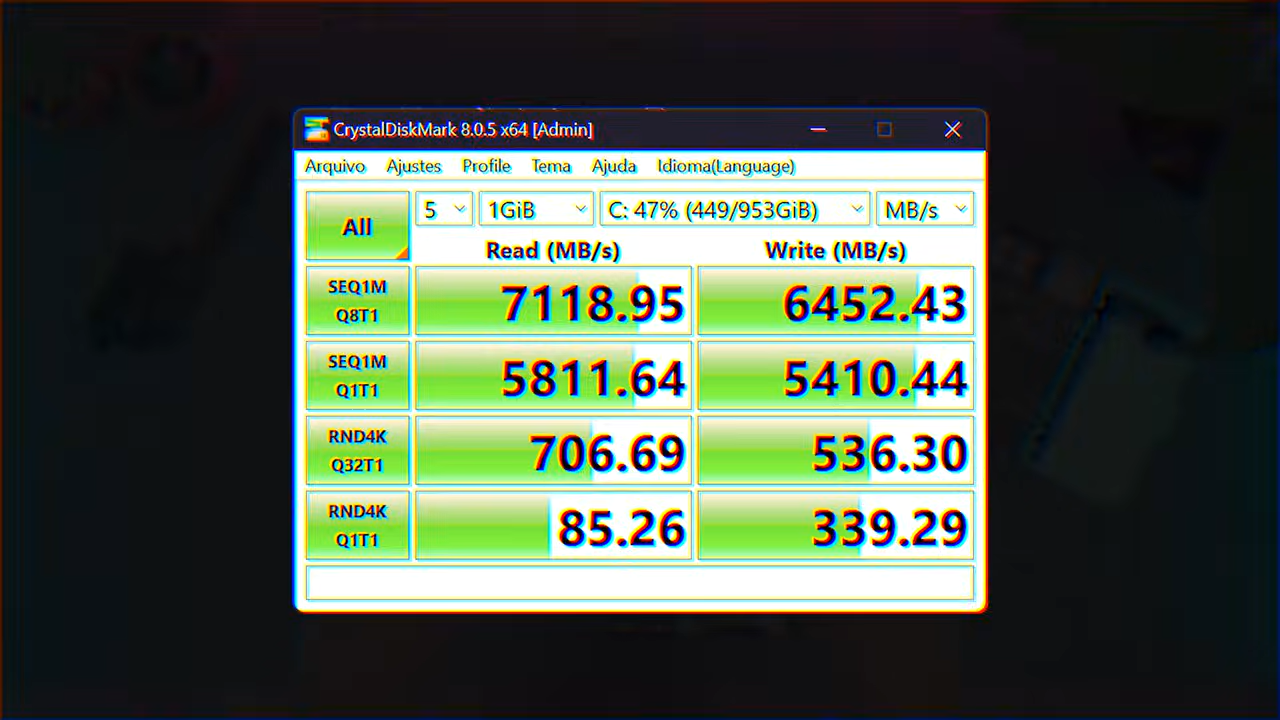 CrystalDiskMark 8.0.5 x64 [Admin]
Arquivo Ajustes Profile Tema Ajuda Idioma(Language)
All 5 1GiB C: 47% (449/953GiB) MB/s
Read (MB/s) Write (MB/s)
SEQ1M Q8T1 7118.95 6452.43
SEQ1M Q1T1 5811.64 5410.44
RND4K Q32T1 706.69 536.30
RND4K Q1T1 85.26 339.29